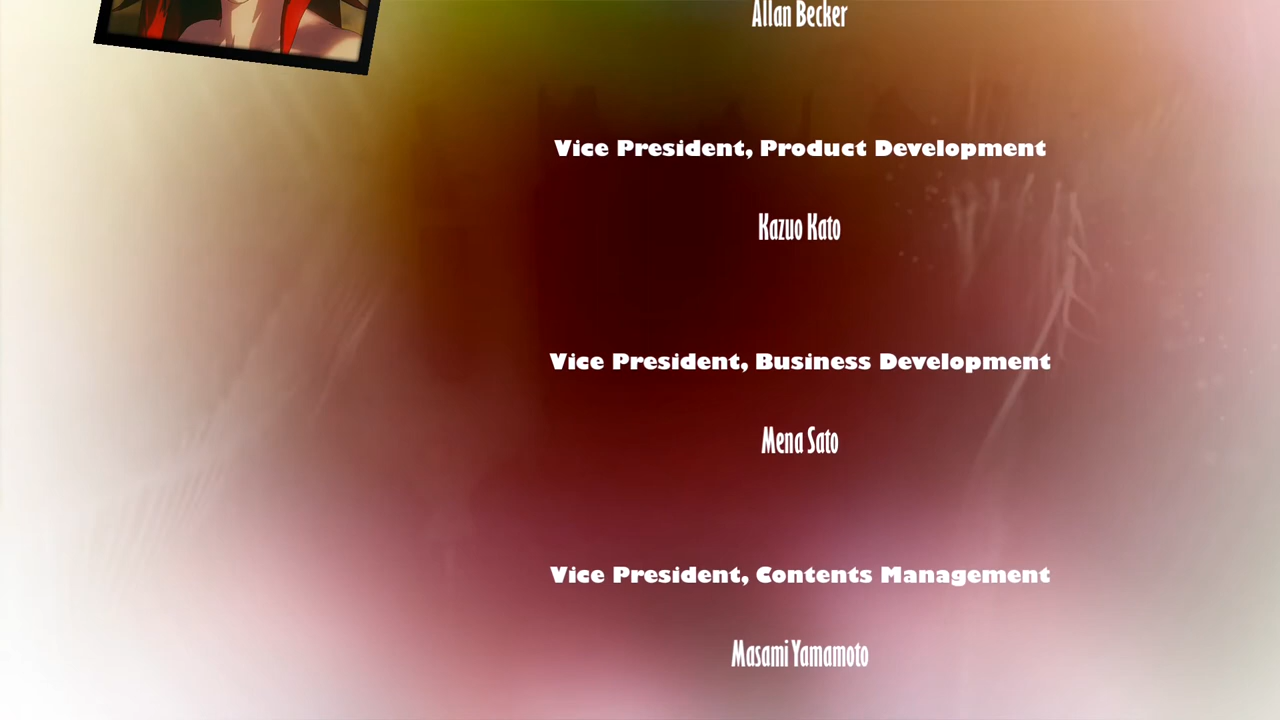 Allan Becker
Vice President, Product Development
Kazuo Kato
Vice President, Business Development
Mena Sato
Vice President, Contents Management
Masami Yamamoto